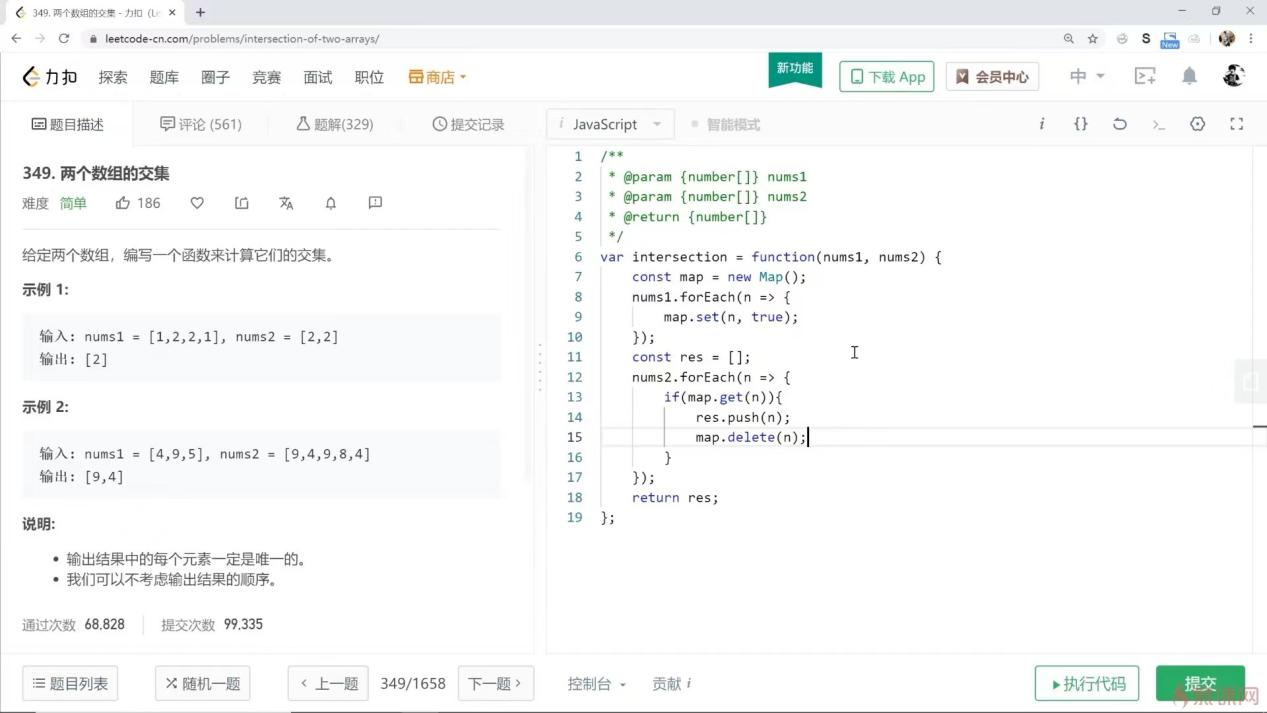 349. 两个数组的交集 - 力扣 (Le
leetcode-cn.com/problems/intersection-of-two-arrays/
S
New
力扣 探索 题库 圈子 竞赛 面试 职位 商店
新功能
下载 App
会员中心
中
题目描述
评论 (561)
题解(329)
提交记录
i JavaScript
智能模式
i {} >_
349. 两个数组的交集
难度 简单 186
给定两个数组，编写一个函数来计算它们的交集。
示例 1:
输入: nums1 = [1,2,2,1], nums2 = [2,2]
输出: [2]
示例 2:
输入: nums1 = [4,9,5], nums2 = [9,4,9,8,4]
输出: [9,4]
说明:
• 输出结果中的每个元素一定是唯一的。
• 我们可以不考虑输出结果的顺序。
通过次数 68,828
提交次数 99,335
1 /**
2 * @param {number[]} nums1
3 * @param {number[]} nums2
4 * @return {number[]}
5 */
6 var intersection = function(nums1, nums2) {
7 const map = new Map();
8 nums1.forEach(n => {
9 map.set(n, true);
10 });
11 const res = [];
12 nums2.forEach(n => {
13 if(map.get(n)){
14 res.push(n);
15 map.delete(n);
16 }
17 });
18 return res;
19 };
题目列表
随机一题
上一题
349/1658
下一题
控制台
贡献 i
执行代码
提交
慕课网